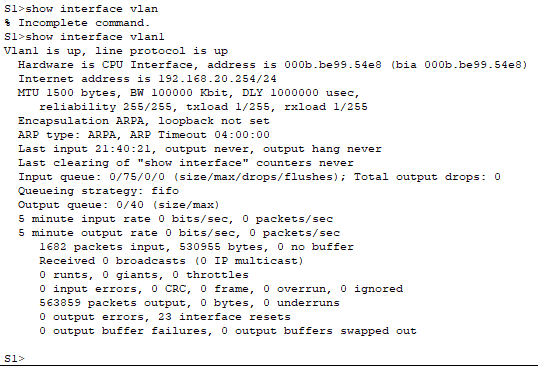 S1>show interface vlan
% Incomplete command.
S1>show interface vlan1
Vlan1 is up, line protocol is up
Hardware is CPU Interface, address is 000b.be99.54e8 (bia 000b.be99.54e8)
Internet address is 192.168.20.254/24
MTU 1500 bytes, BW 100000 Kbit, DLY 1000000 usec,
reliability 255/255, txload 1/255, rxload 1/255
Encapsulation ARPA, loopback not set
ARP type: ARPA, ARP Timeout 04:00:00
Last input 21:40:21, output never, output hang never
Last clearing of "show interface" counters never
Input queue: 0/75/0/0 (size/max/drops/flushes); Total output drops: 0
Queueing strategy: fifo
Output queue: 0/40 (size/max)
5 minute input rate 0 bits/sec, 0 packets/sec
5 minute output rate 0 bits/sec, 0 packets/sec
1682 packets input, 530955 bytes, 0 no buffer
Received 0 broadcasts (0 IP multicast)
0 runts, 0 giants, 0 throttles
0 input errors, 0 CRC, 0 frame, 0 overrun, 0 ignored
563859 packets output, 0 bytes, 0 underruns
0 output errors, 23 interface resets
0 output buffer failures, 0 output buffers swapped out
S1>